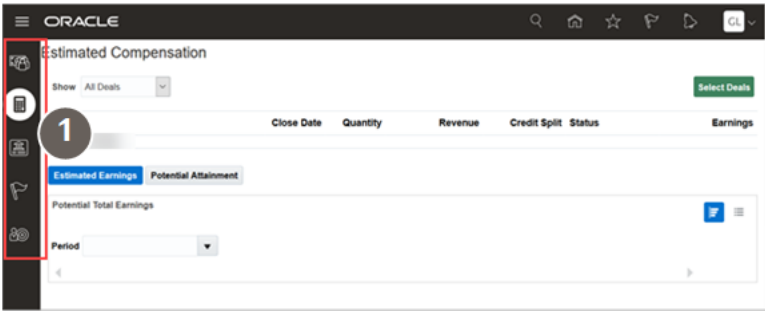 ORACLE
GL
Estimated Compensation
Show All Deals
Select Deals
1
Close Date Quantity Revenue Credit Split Status Earnings
Estimated Earnings Potential Attainment
Potential Total Earnings
Period